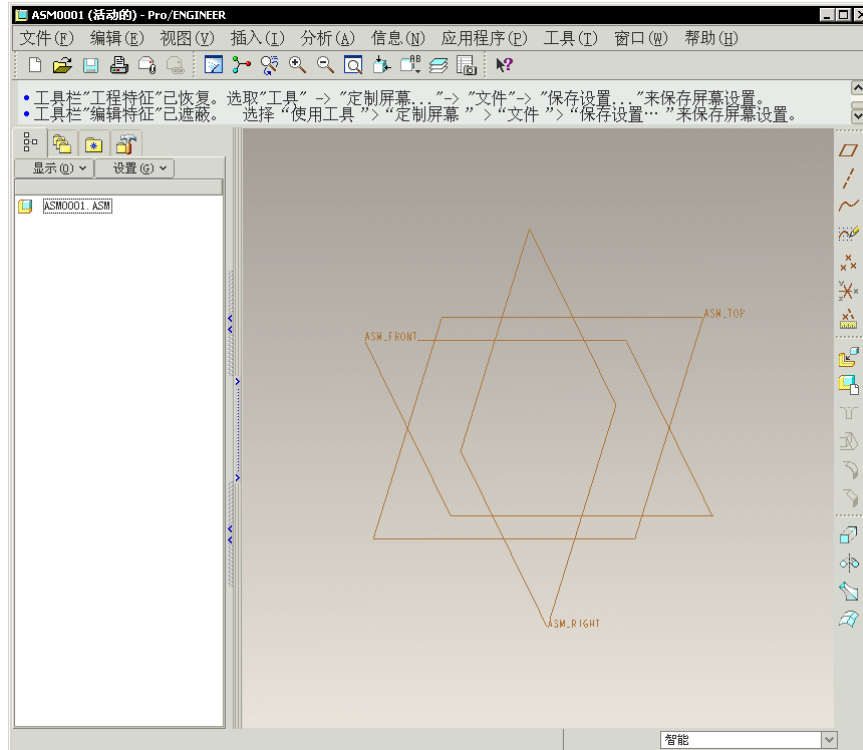 ASM0001 (活动的) - Pro/ENGINEER
文件(F) 编辑(E) 视图(V) 插入(I) 分析(A) 信息(N) 应用程序(P) 工具(T) 窗口(W) 帮助(H)
•工具栏"工程特征"已恢复。选取"工具" -> "定制屏幕..."-> "文件"-> "保存设置..."来保存屏幕设置。
•工具栏"编辑特征"已遮蔽。 选择 “使用工具 ”> “定制屏幕 ” > “文件 ”> “保存设置… ”来保存屏幕设置。
显示(O) 设置(G)
ASM0001.ASM
ASM_TOP
ASM_FRONT
ASM_RIGHT
智能